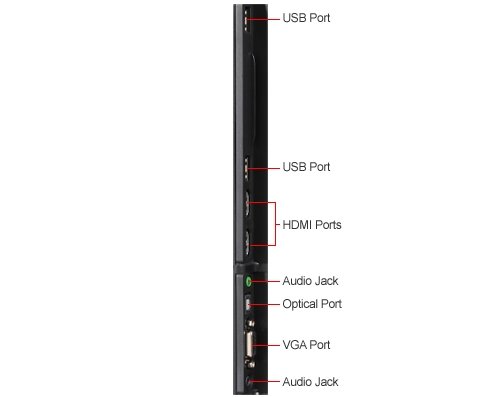 USB Port
USB Port
HDMI Ports
Audio Jack
Optical Port
VGA Port
Audio Jack